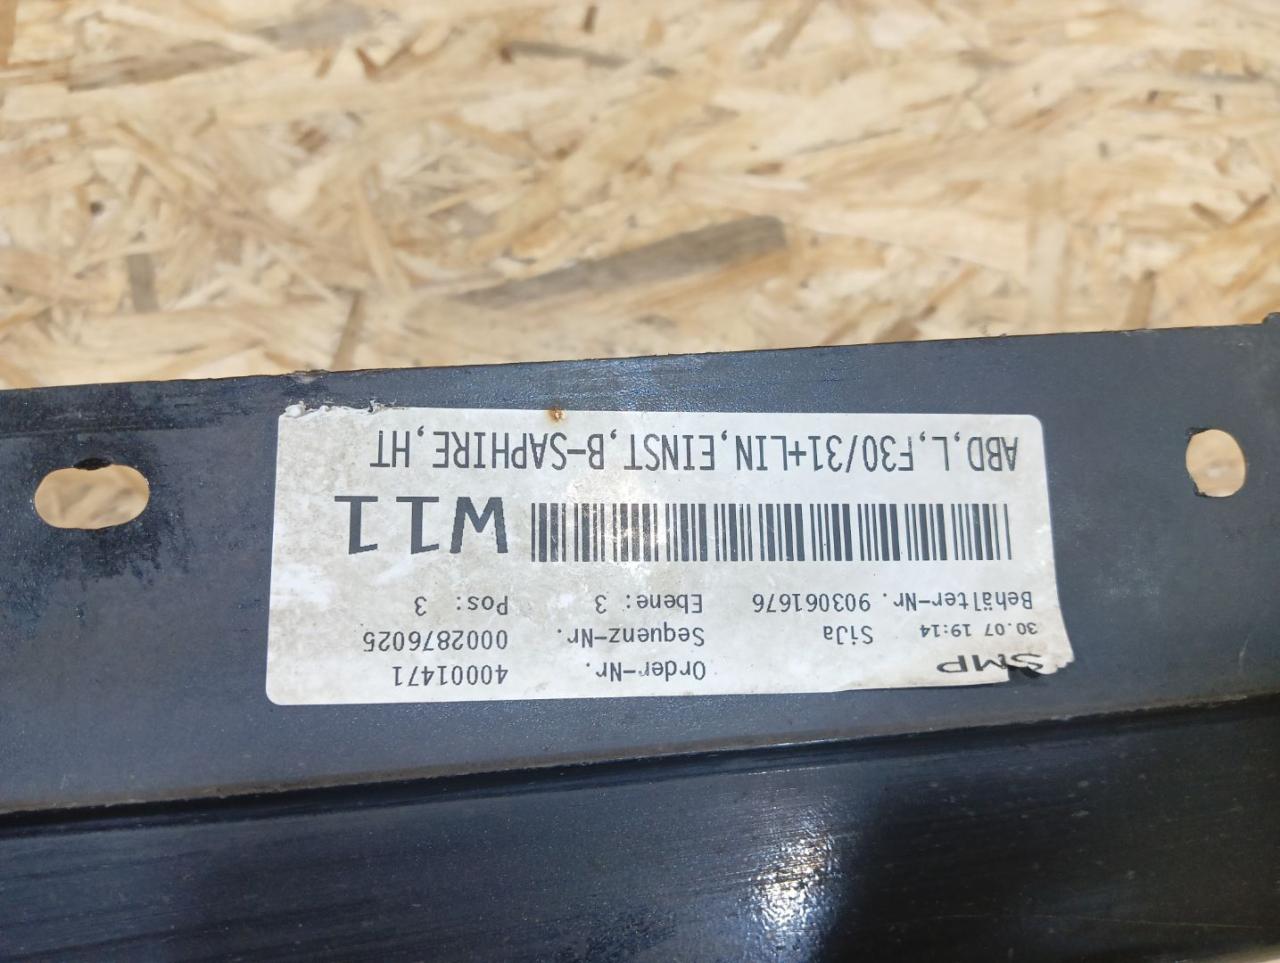 SMP Order-Nr. 40001471
30.07 19:14 SiJa Sequenz-Nr. 0002876025
Behälter-Nr. 903061676 Ebene: 3 Pos: 3
W11
ABD,L,F30/31+LIN,EINST,B-SAPHIRE,HT